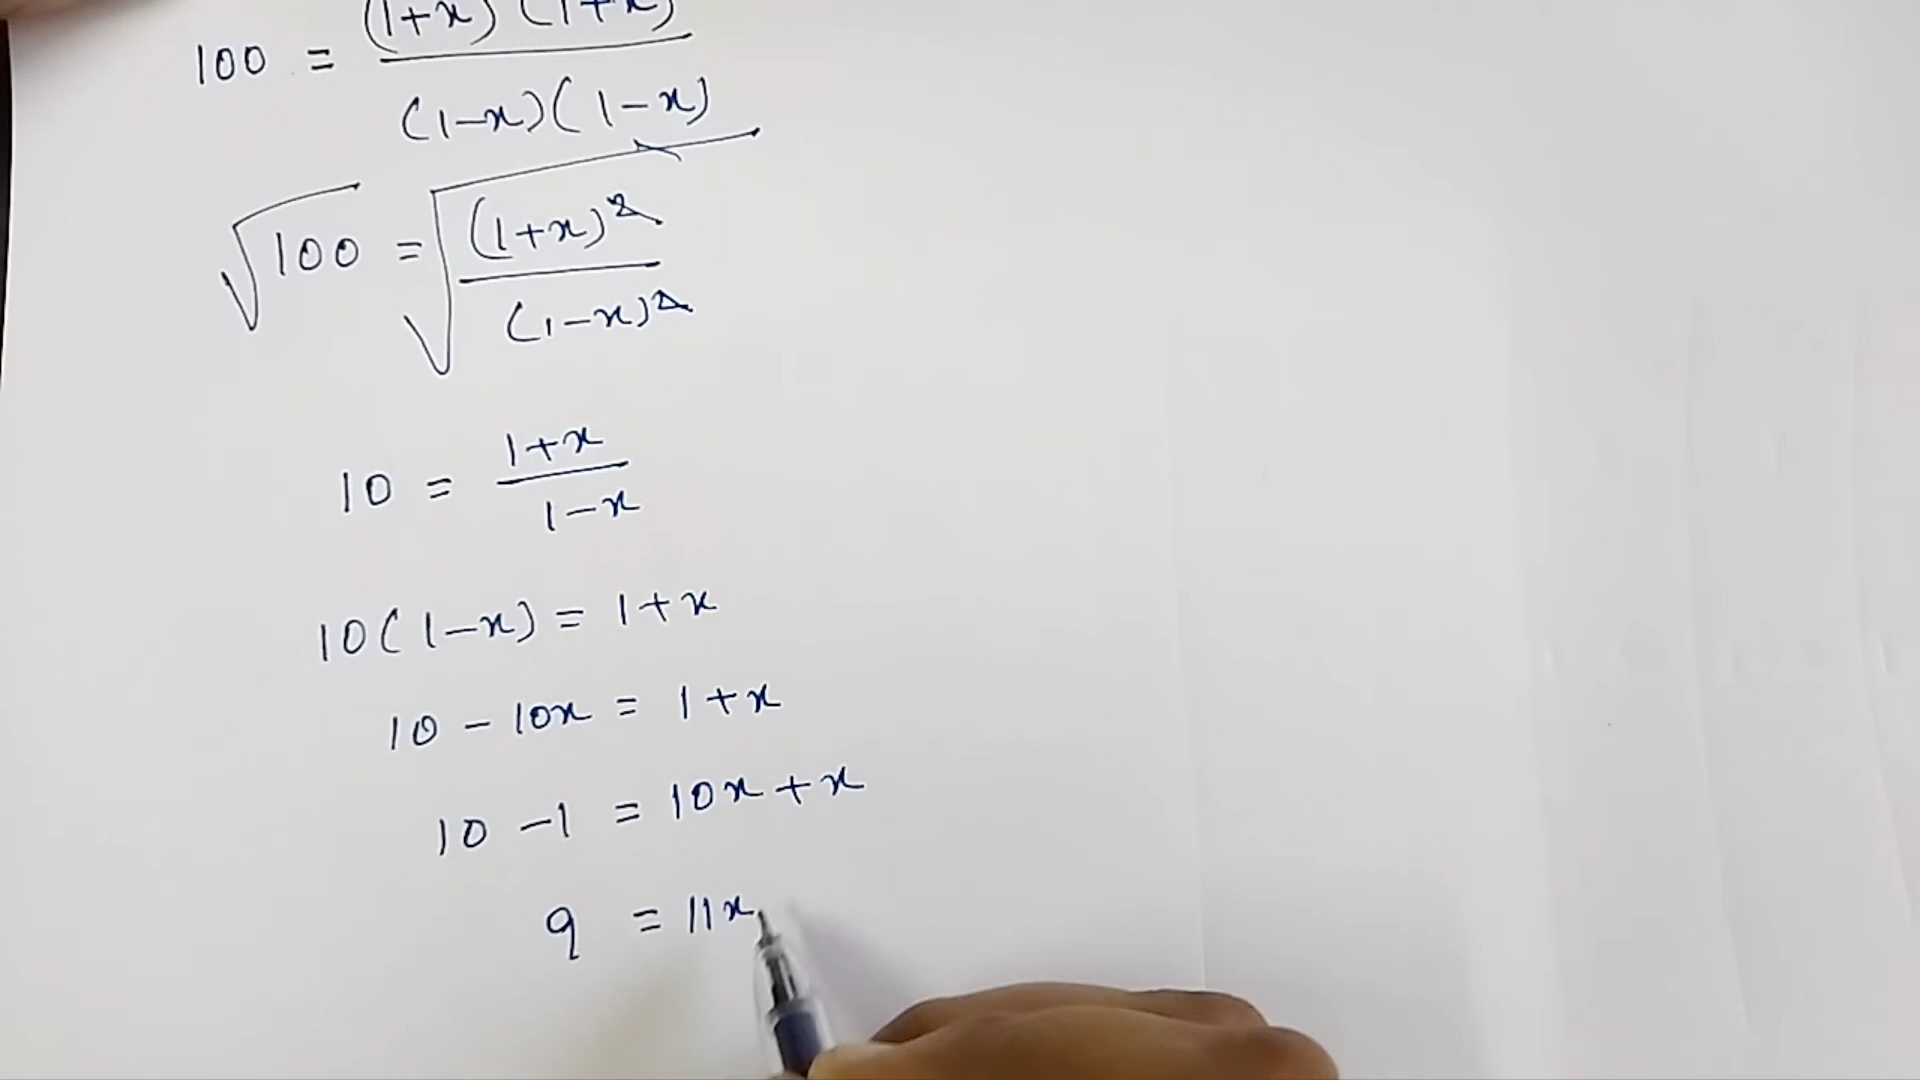 100 = (1+x) (1+x) / (1-x)(1-x)
√100 = √(1+x)² / (1-x)²
10 = 1+x / 1-x
10(1-x) = 1+x
10 - 10x = 1+x
10 - 1 = 10x + x
9 = 11x